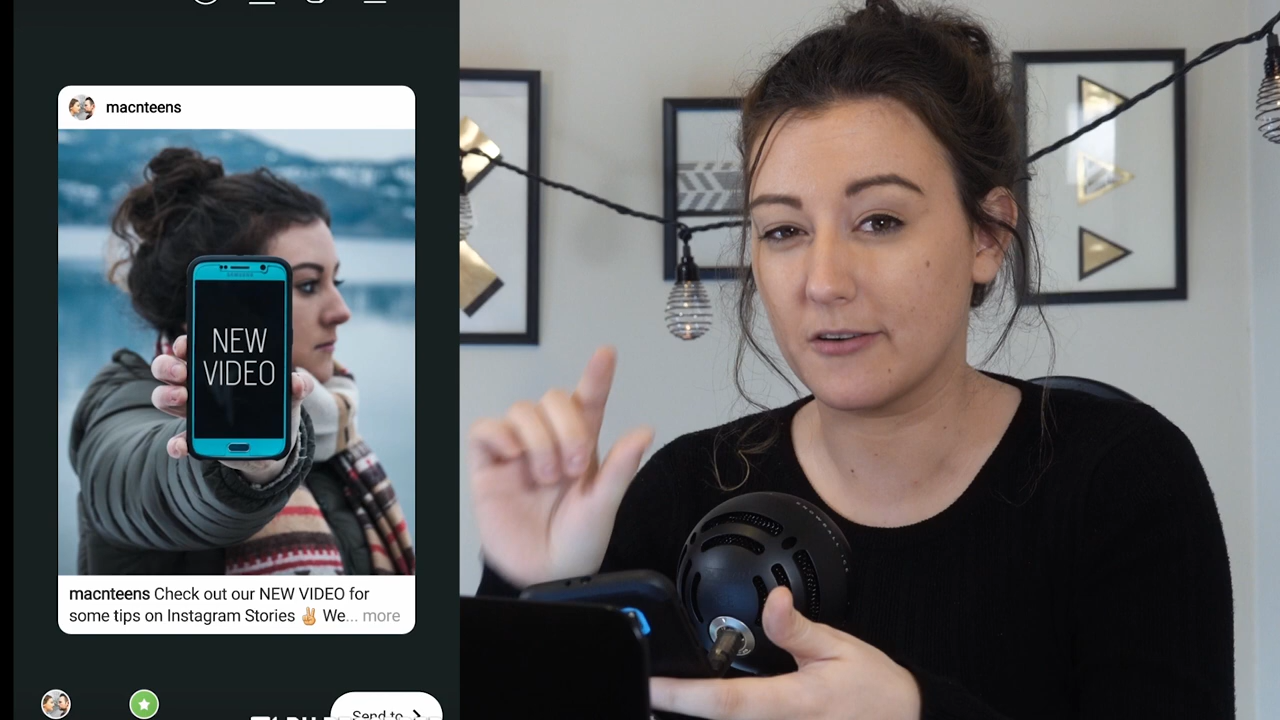 macnteens
SAMSUNG
NEW
VIDEO
macnteens Check out our NEW VIDEO for
some tips on Instagram Stories ✌️ We... more
Send to >